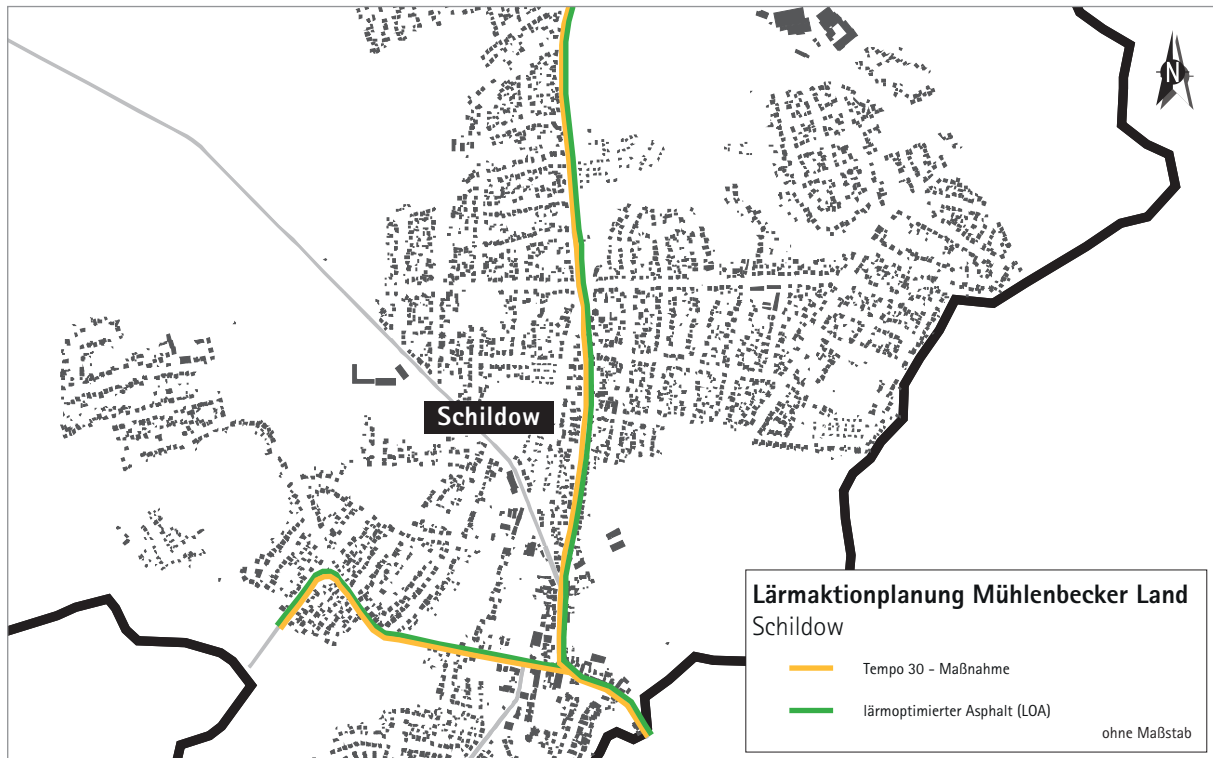 N
Schildow
Lärmaktionplanung Mühlenbecker Land
Schildow
Tempo 30 - Maßnahme
lärmoptimierter Asphalt (LOA)
ohne Maßstab